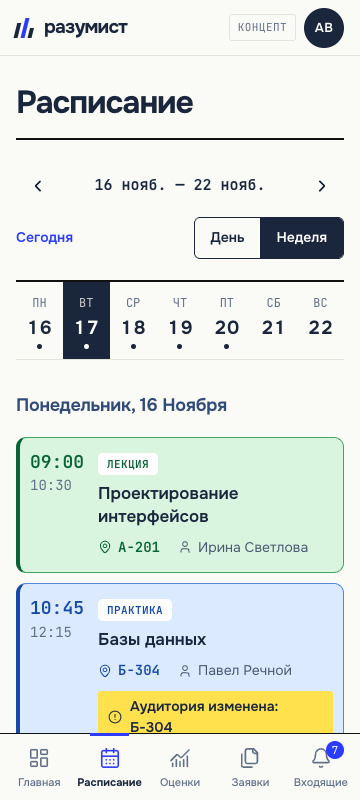 разумист
КОНЦЕПТ
АВ
Расписание
16 нояб. — 22 нояб.
Сегодня
День
Неделя
ПН ВТ СР ЧТ ПТ СБ ВС
16 17 18 19 20 21 22
Понедельник, 16 Ноября
09:00 ЛЕКЦИЯ
10:30
Проектирование
интерфейсов
А-201 Ирина Светлова
10:45 ПРАКТИКА
12:15
Базы данных
Б-304 Павел Речной
Аудитория изменена:
Б-304
7
Главная Расписание Оценки Заявки Входящие